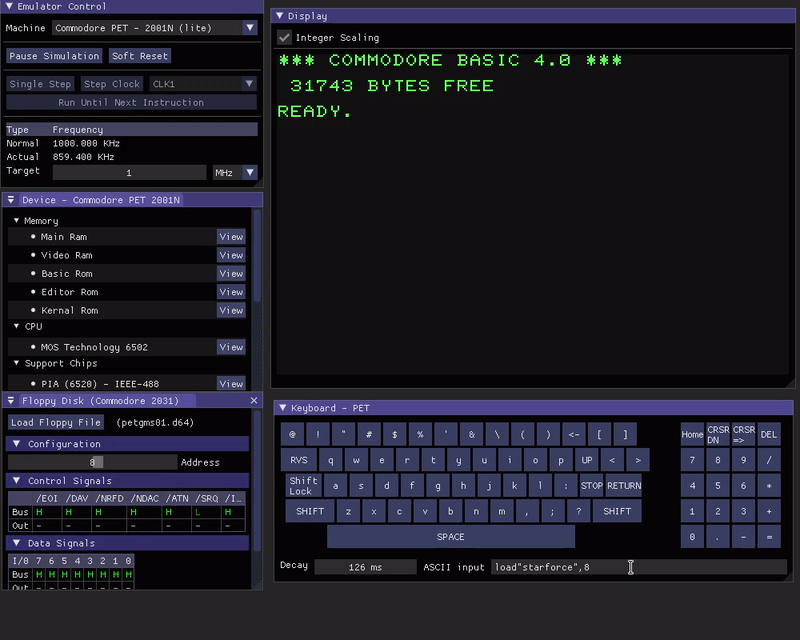 Emulator Control
Machine Commodore PET - 2001N (lite)
Pause Simulation Soft Reset
Single Step Step Clock CLK1
Run Until Next Instruction
Type Frequency
Normal 1000.000 KHz
Actual 859.400 KHz
Target 1 MHz
Device - Commodore PET 2001N
Memory
Main Ram View
Video Ram View
Basic Rom View
Editor Rom View
Kernal Rom View
CPU
MOS Technology 6502 View
Support Chips
PIA (6520) - IEEE-488 View
Floppy Disk (Commodore 2031)
Load Floppy File (petgms01.d64)
Configuration
8 Address
Control Signals
/EOI /DAV /NRFD /NDAC /ATN /SRQ /I...
Bus H H H H H L H
Out - - - - - - -
Data Signals
I/O 7 6 5 4 3 2 1 0
Bus H H H H H H H H
Out - - - - - - - -
Display
Integer Scaling
*** COMMODORE BASIC 4.0 ***
31743 BYTES FREE
READY.
Keyboard - PET
@ ! " # $ % ' & \ ( ) <- [ ] Home CRSR DN CRSR => DEL
RVS q w e r t y u i o p UP < > 7 8 9 /
Shift Lock a s d f g h j k l : STOP RETURN 4 5 6 *
SHIFT z x c v b n m , ; ? SHIFT 1 2 3 +
SPACE 0 . - =
Decay 126 ms ASCII input load"starforce",8